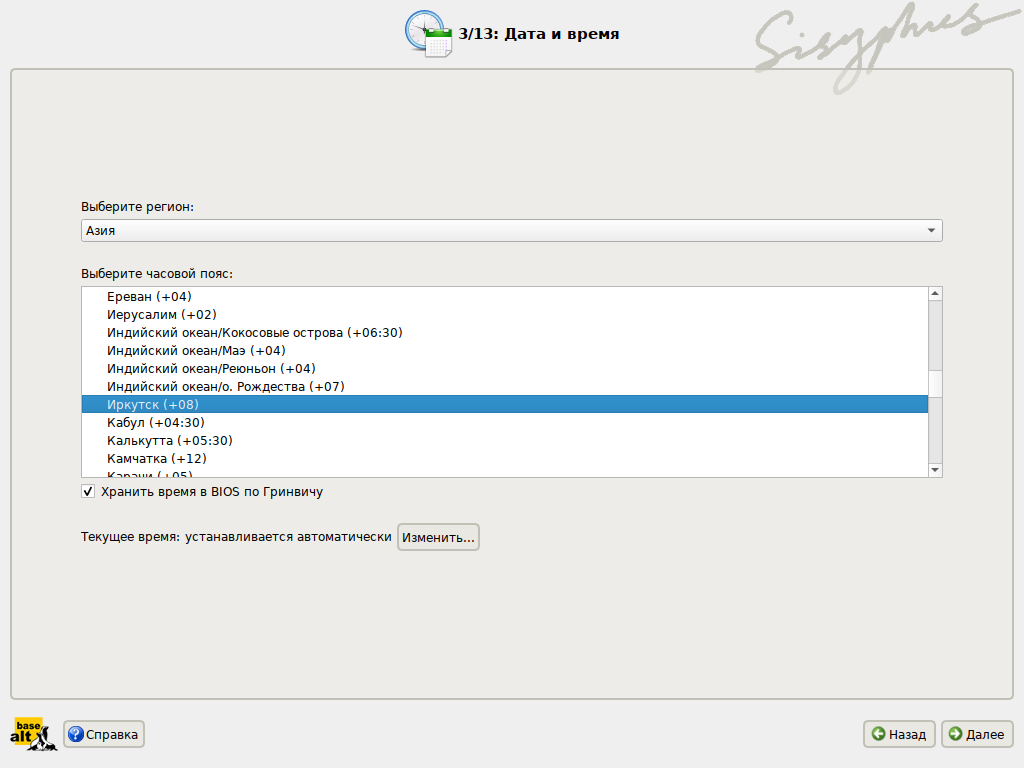 3/13: Дата и время
Sisyphus
Выберите регион:
Азия
Выберите часовой пояс:
Ереван (+04)
Иерусалим (+02)
Индийский океан/Кокосовые острова (+06:30)
Индийский океан/Маэ (+04)
Индийский океан/Реюньон (+04)
Индийский океан/о. Рождества (+07)
Иркутск (+08)
Кабул (+04:30)
Калькутта (+05:30)
Камчатка (+12)
Карачи (+05)
Хранить время в BIOS по Гринвичу
Текущее время: устанавливается автоматически Изменить...
base
alt
Справка
Назад
Далее